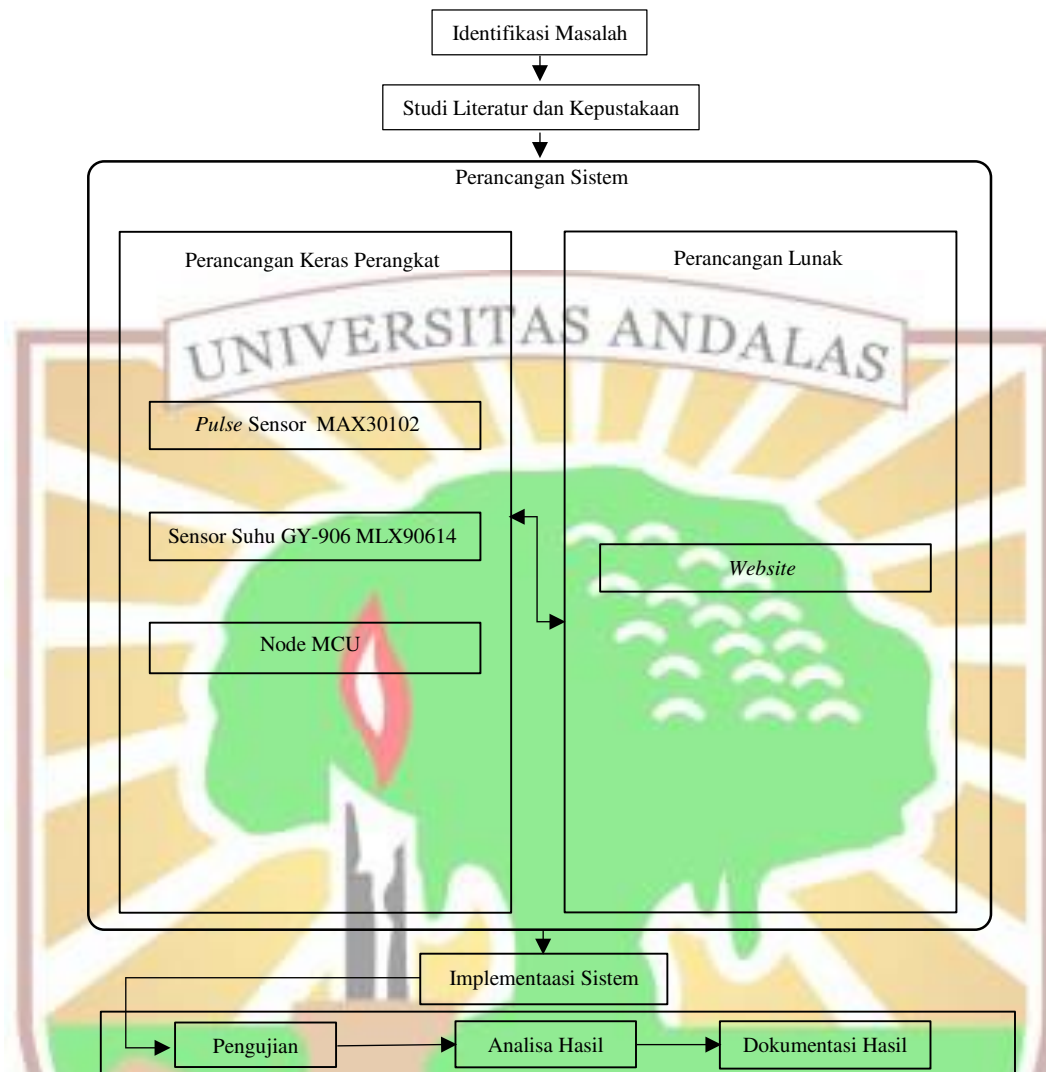 Identifikasi Masalah
Studi Literatur dan Kepustakaan
Perancangan Sistem
Perancangan Keras Perangkat
Perancangan Lunak
UNIVERSITAS ANDALAS
Pulse Sensor MAX30102
Sensor Suhu GY-906 MLX90614
Website
Node MCU
Implementaasi Sistem
Pengujian
Analisa Hasil
Dokumentasi Hasil